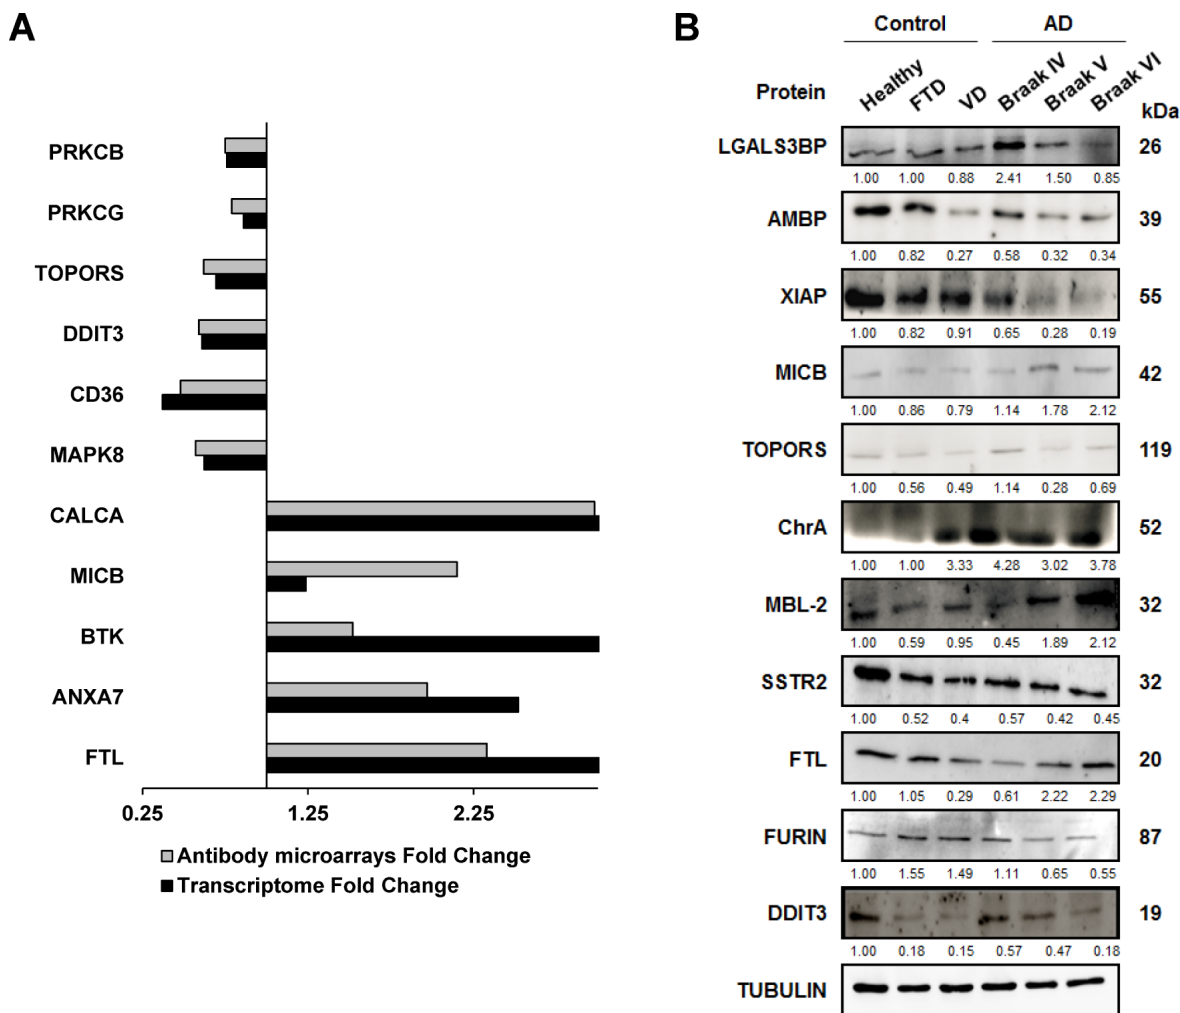 A
PRKCB
PRKCG
TOPORS
DDIT3
CD36
MAPK8
CALCA
MICB
BTK
ANXA7
FTL
0.25 1.25 2.25
Antibody microarrays Fold Change
Transcriptome Fold Change
B
Control AD
Protein Healthy FTD VD Braak IV Braak V Braak VI kDa
LGALS3BP 26
1.00 1.00 0.88 2.41 1.50 0.85
AMBP 39
1.00 0.82 0.27 0.58 0.32 0.34
XIAP 55
1.00 0.82 0.91 0.65 0.28 0.19
MICB 42
1.00 0.86 0.79 1.14 1.78 2.12
TOPORS 119
1.00 0.56 0.49 1.14 0.28 0.69
ChrA 52
1.00 1.00 3.33 4.28 3.02 3.78
MBL-2 32
1.00 0.59 0.95 0.45 1.89 2.12
SSTR2 32
1.00 0.52 0.4 0.57 0.42 0.45
FTL 20
1.00 1.05 0.29 0.61 2.22 2.29
FURIN 87
1.00 1.55 1.49 1.11 0.65 0.55
DDIT3 19
1.00 0.18 0.15 0.57 0.47 0.18
TUBULIN